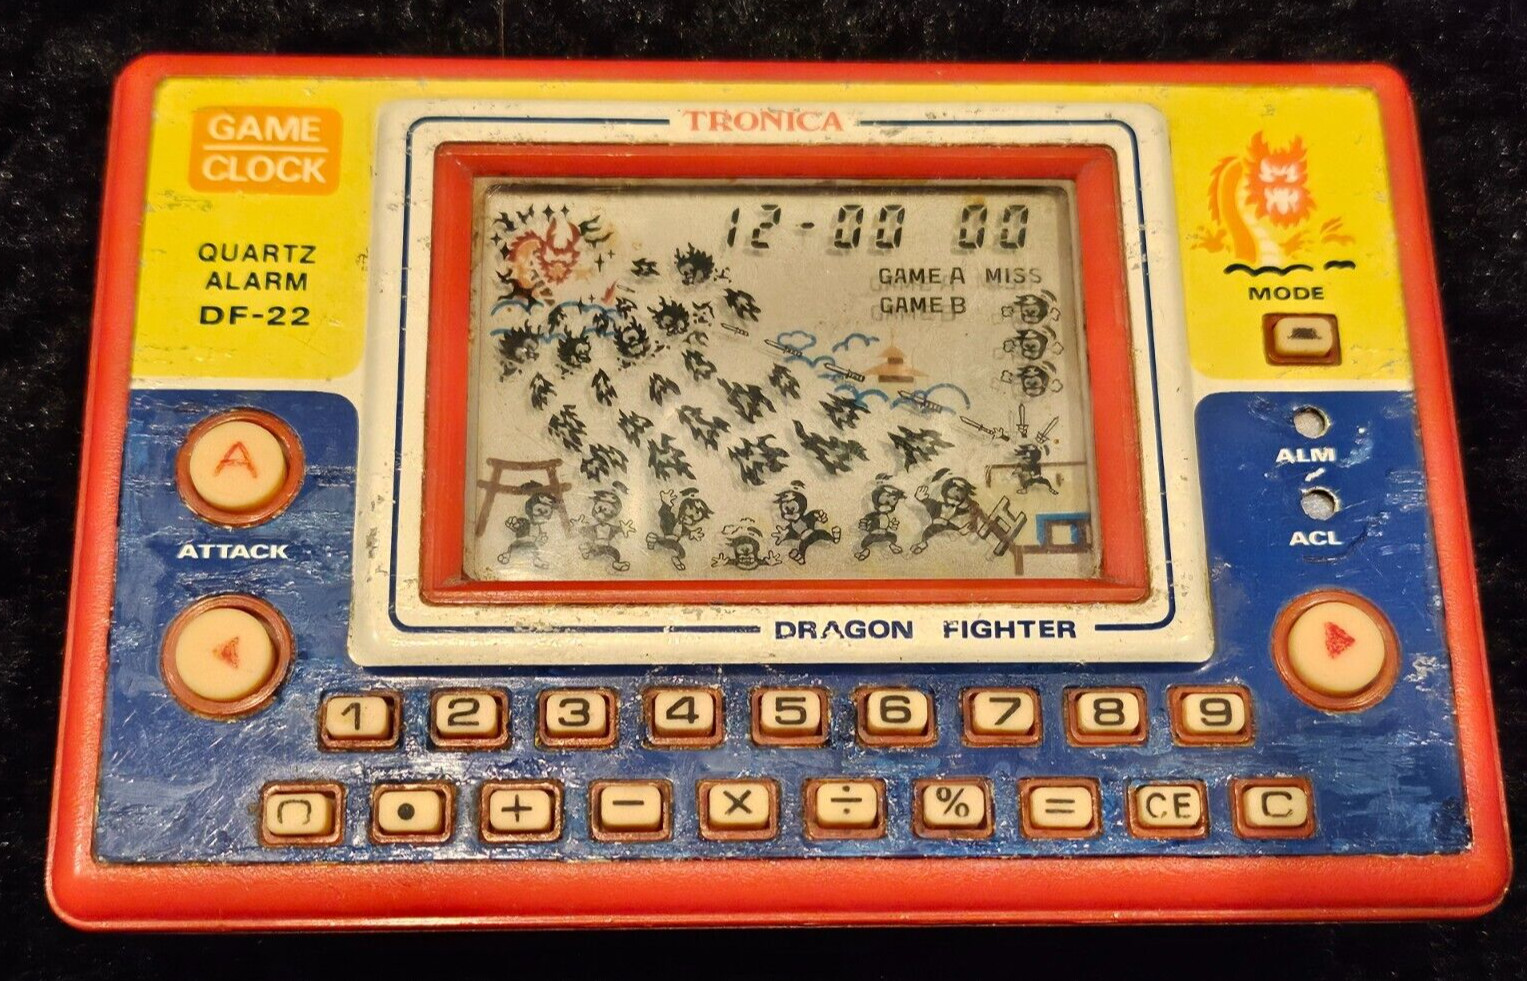 GAME
CLOCK
QUARTZ
ALARM
DF-22
TRONICA
12-00 00
GAME A MISS
GAME B
MODE
ALM
ACL
A
ATTACK
DRAGON FIGHTER
1 2 3 4 5 6 7 8 9
• + − × ÷ % = CE C